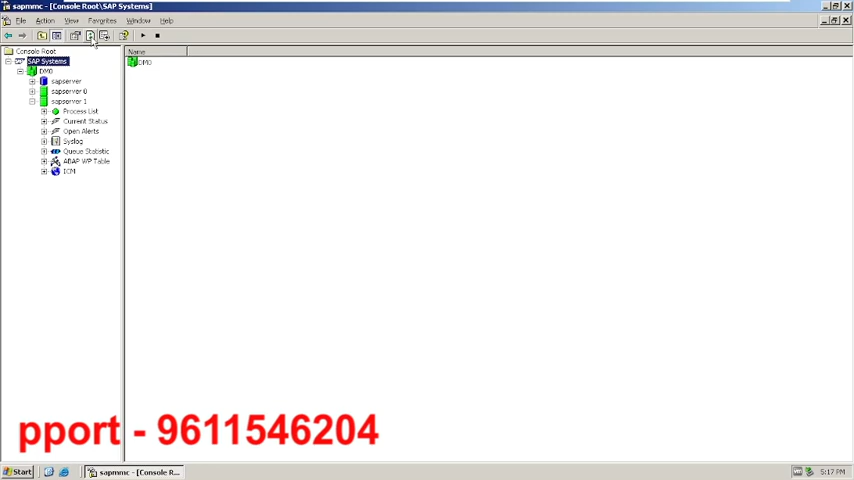 sapmmc - [Console Root\SAP Systems]
File Action View Favorites Window Help
Console Root
SAP Systems
DM0
sapserver
sapserver 0
sapserver 1
Process List
Current Status
Open Alerts
Syslog
Queue Statistic
ABAP WP Table
ICM
Name
DM0
pport - 9611546204
Start
sapmmc - [Console R...
5:17 PM